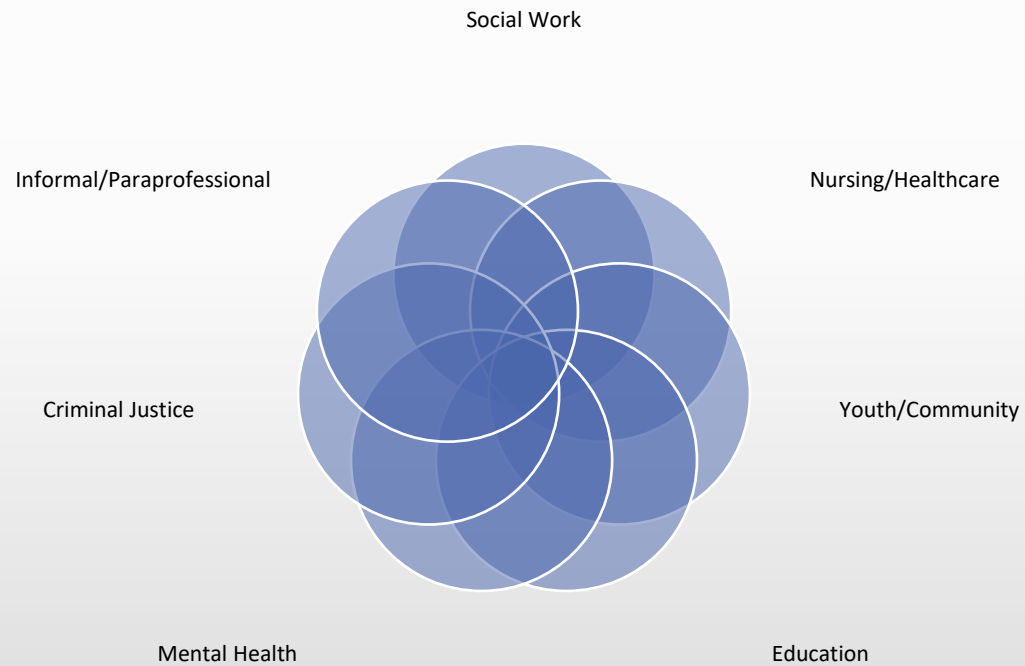 Social Work
Informal/Paraprofessional
Nursing/Healthcare
Criminal Justice
Youth/Community
Mental Health
Education